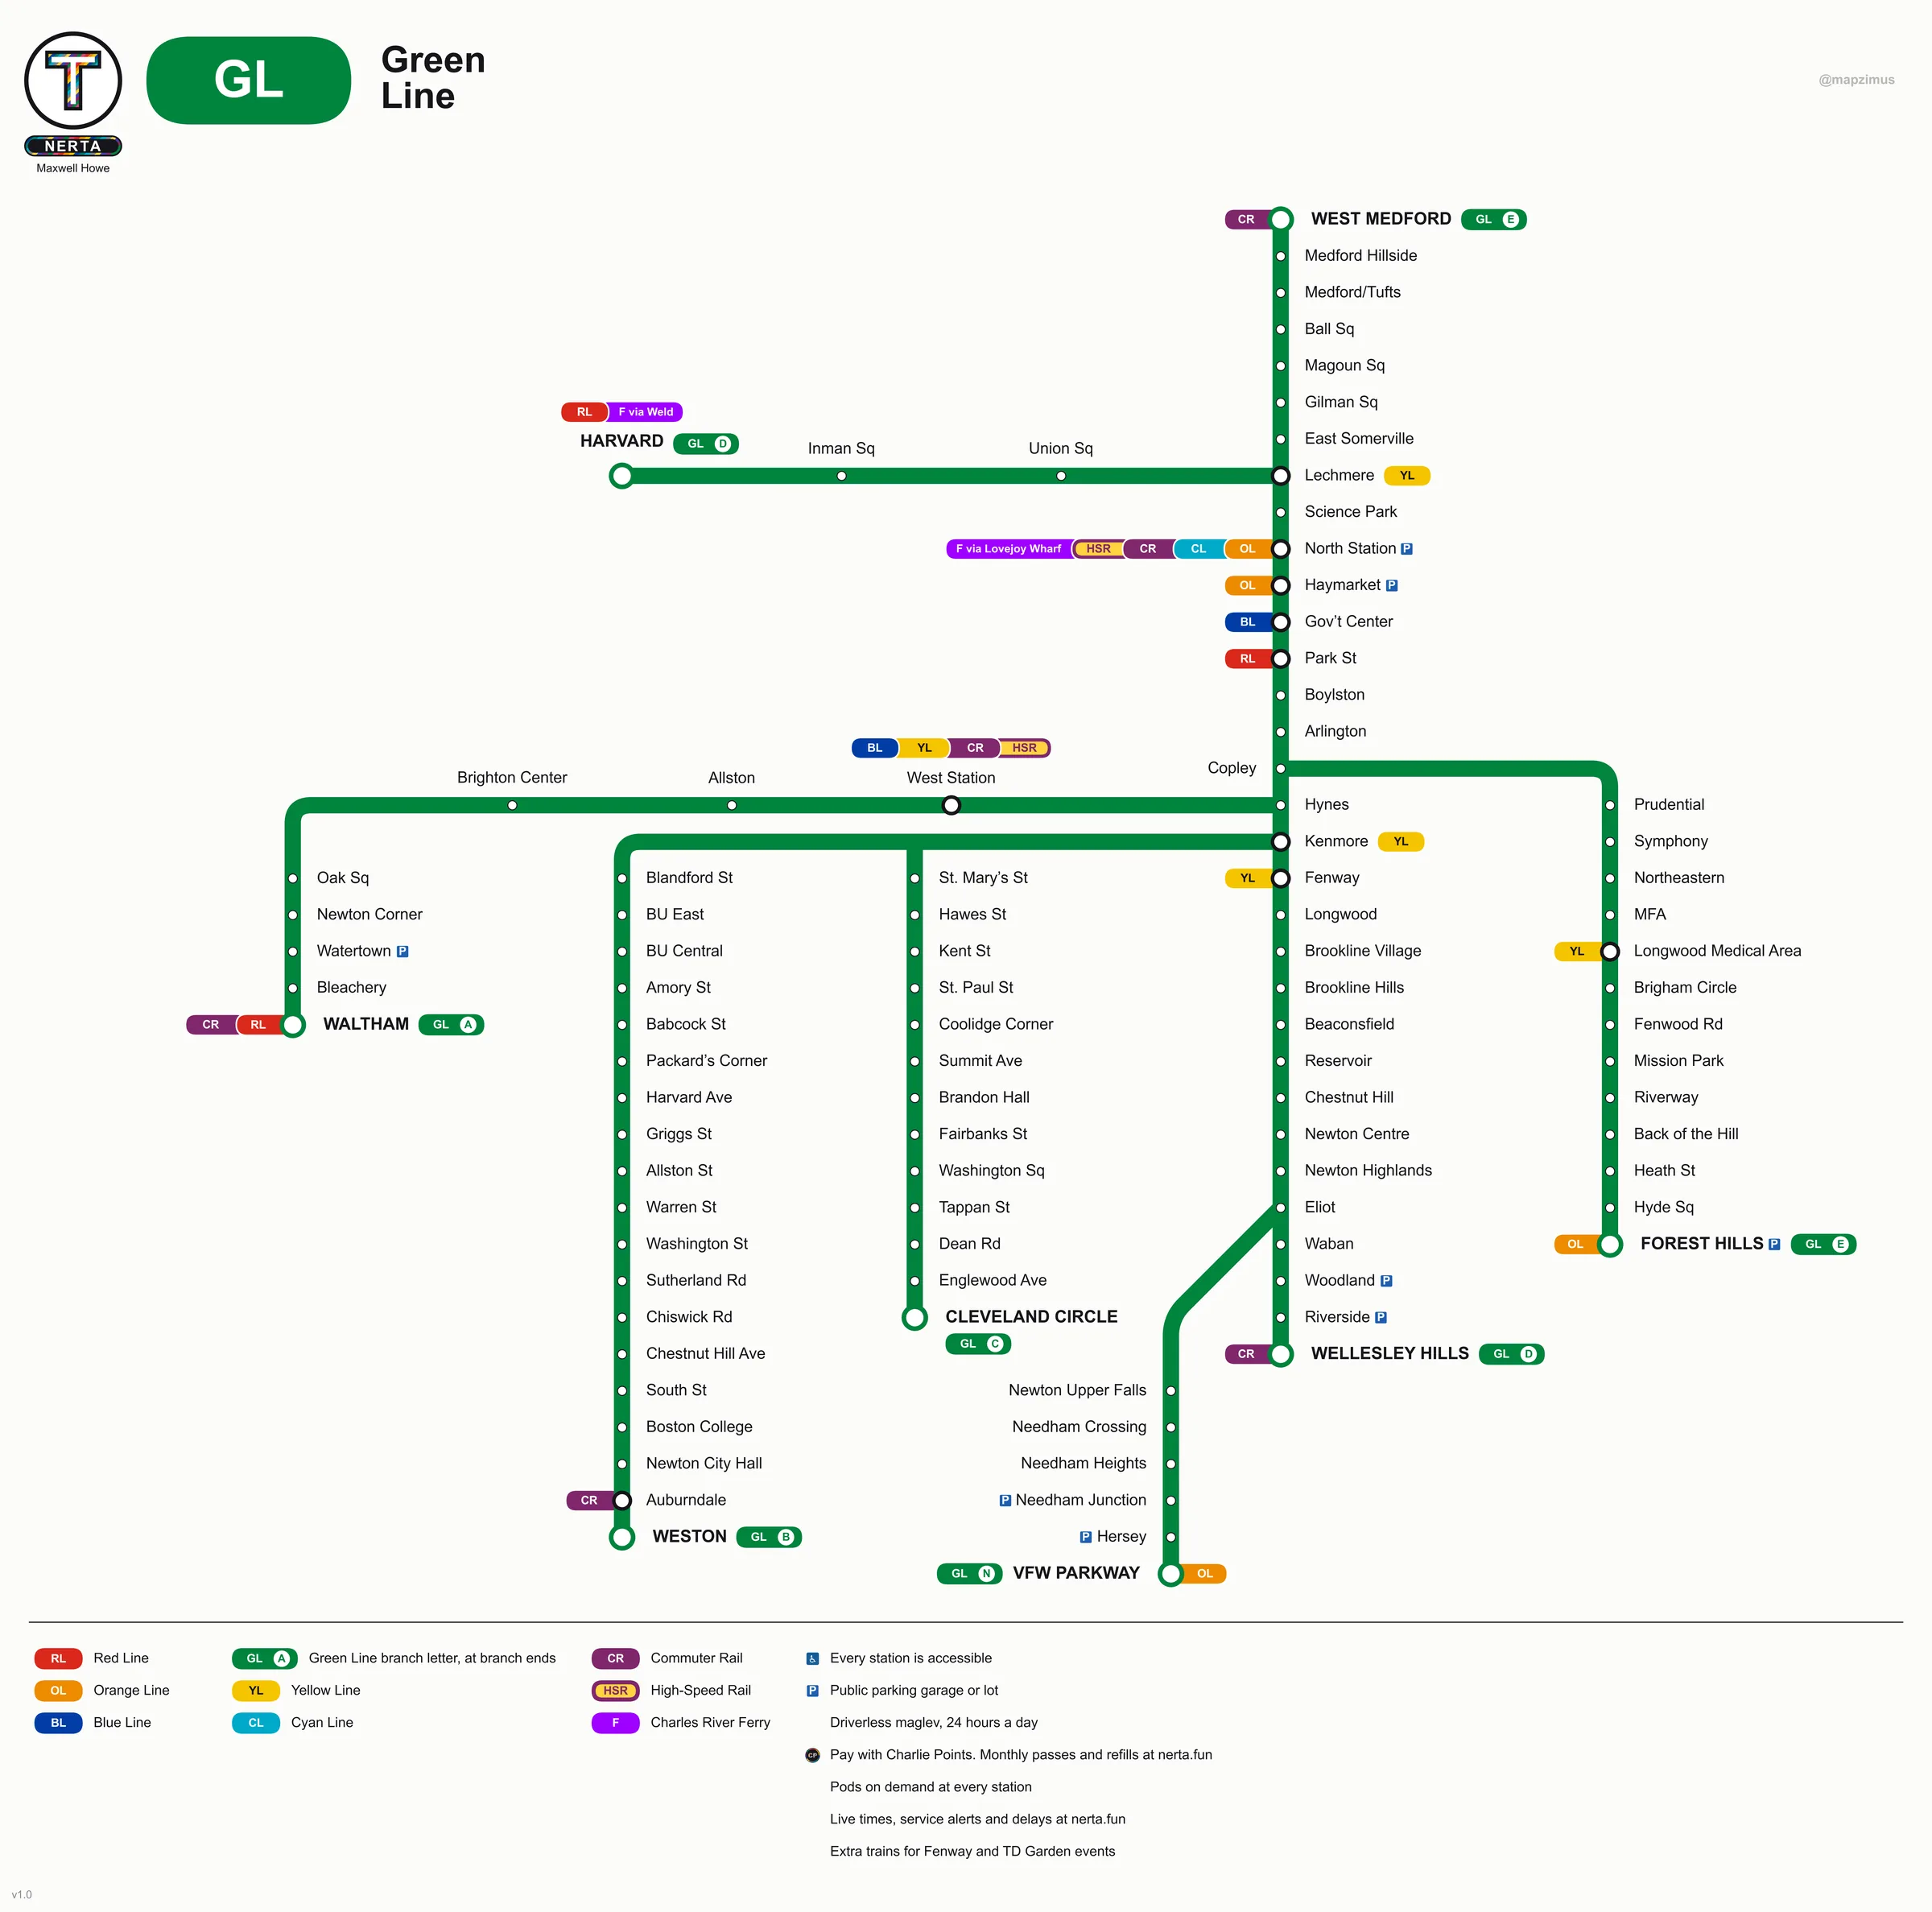 T
NERTA
Maxwell Howe
GL
Green
Line
@mapzimus
CR
WEST MEDFORD
GL E
Medford Hillside
Medford/Tufts
Ball Sq
Magoun Sq
Gilman Sq
East Somerville
RL F via Weld
HARVARD GL D
Inman Sq
Union Sq
Lechmere YL
Science Park
F via Lovejoy Wharf HSR CR CL OL North Station P
OL Haymarket P
BL Gov’t Center
RL Park St
Boylston
Arlington
Copley
BL YL CR HSR
Brighton Center
Allston
West Station
Hynes
Kenmore YL
YL Fenway
Longwood
Brookline Village
Brookline Hills
Beaconsfield
Reservoir
Chestnut Hill
Newton Centre
Newton Highlands
Eliot
Waban
Woodland P
Riverside P
CR WELLESLEY HILLS GL D
Prudential
Symphony
Northeastern
MFA
YL Longwood Medical Area
Brigham Circle
Fenwood Rd
Mission Park
Riverway
Back of the Hill
Heath St
Hyde Sq
OL FOREST HILLS P GL E
Oak Sq
Newton Corner
Watertown P
Bleachery
CR RL WALTHAM GL A
Blandford St
BU East
BU Central
Amory St
Babcock St
Packard’s Corner
Harvard Ave
Griggs St
Allston St
Warren St
Washington St
Sutherland Rd
Chiswick Rd
Chestnut Hill Ave
South St
Boston College
Newton City Hall
CR Auburndale
WESTON GL B
St. Mary’s St
Hawes St
Kent St
St. Paul St
Coolidge Corner
Summit Ave
Brandon Hall
Fairbanks St
Washington Sq
Tappan St
Dean Rd
Englewood Ave
CLEVELAND CIRCLE
GL C
Newton Upper Falls
Needham Crossing
Needham Heights
P Needham Junction
P Hersey
GL N VFW PARKWAY OL
RL Red Line
OL Orange Line
BL Blue Line
GL A Green Line branch letter, at branch ends
YL Yellow Line
CL Cyan Line
CR Commuter Rail
HSR High-Speed Rail
F Charles River Ferry
Every station is accessible
P Public parking garage or lot
Driverless maglev, 24 hours a day
CP Pay with Charlie Points. Monthly passes and refills at nerta.fun
Pods on demand at every station
Live times, service alerts and delays at nerta.fun
Extra trains for Fenway and TD Garden events
v1.0